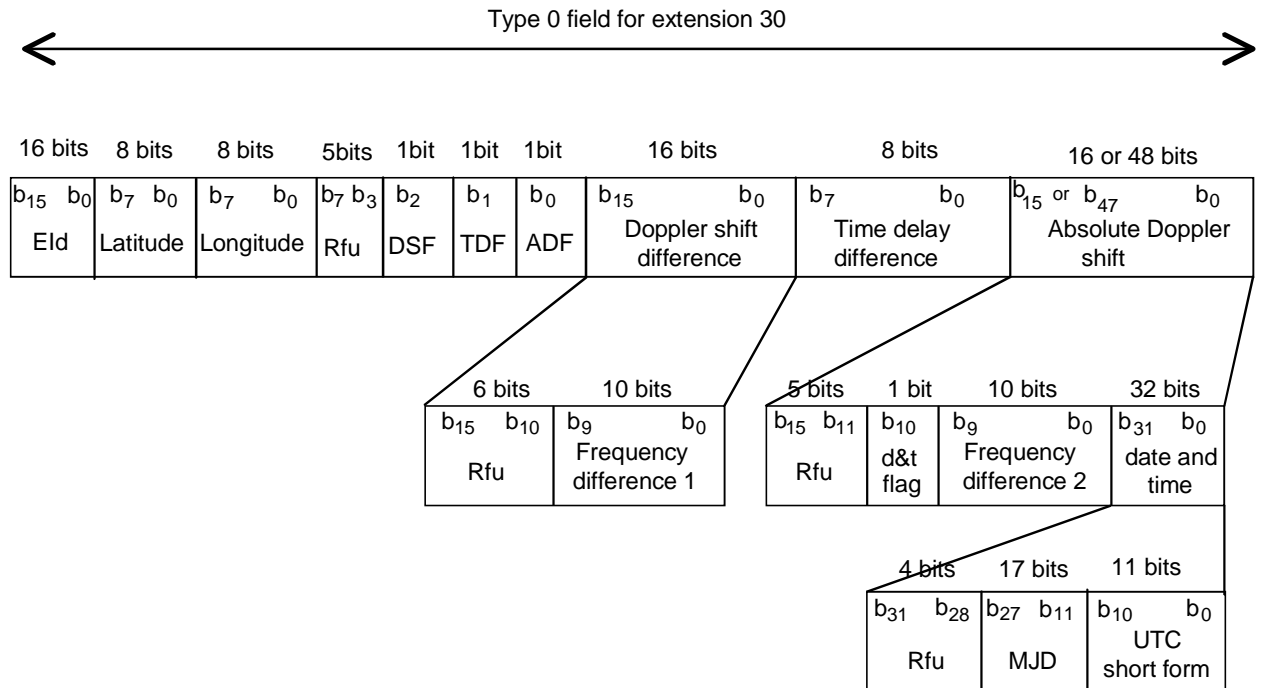 Type 0 field for extension 30
16 bits 8 bits 8 bits 5bits 1bit 1bit 1bit 16 bits 8 bits 16 or 48 bits
b15 b0 b7 b0 b7 b0 b7 b3 b2 b1 b0 b15 b0 b7 b0 b15 or b47 b0
EId Latitude Longitude Rfu DSF TDF ADF Doppler shift Time delay Absolute Doppler
difference difference shift
6 bits 10 bits 5 bits 1 bit 10 bits 32 bits
b15 b10 b9 b0 b15 b11 b10 b9 b0 b31 b0
Rfu Frequency Rfu d&t Frequency date and
difference 1 flag difference 2 time
4 bits 17 bits 11 bits
b31 b28 b27 b11 b10 b0
Rfu MJD UTC
short form